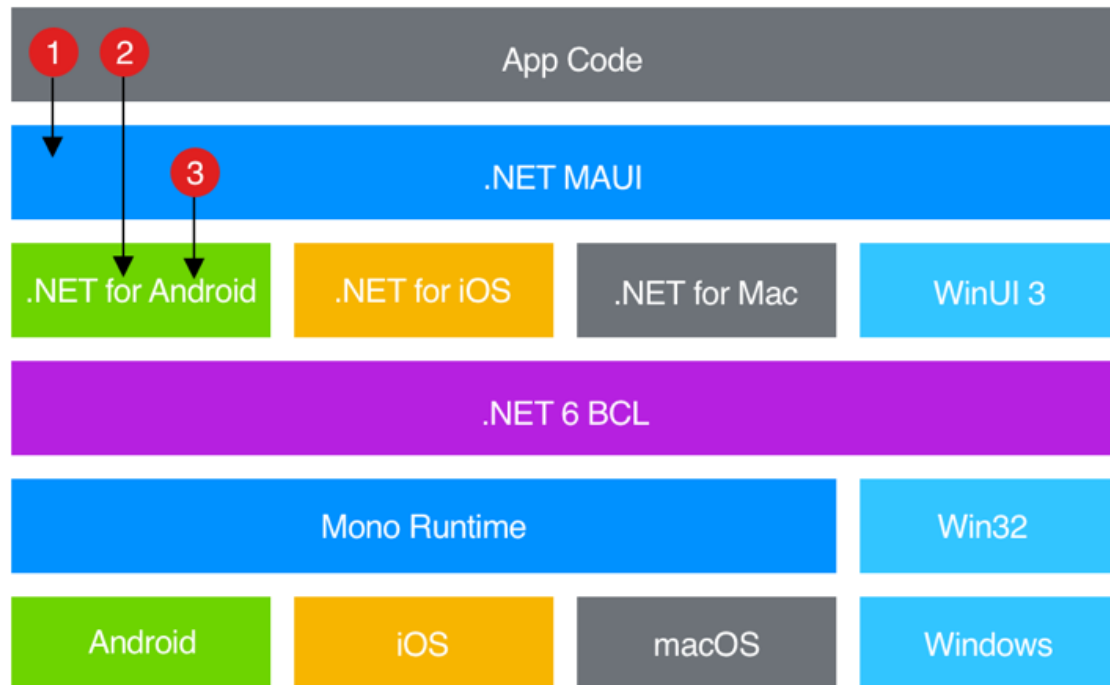 App Code
1
2
3
.NET MAUI
.NET for Android
.NET for iOS
.NET for Mac
WinUI 3
.NET 6 BCL
Mono Runtime
Win32
Android
iOS
macOS
Windows